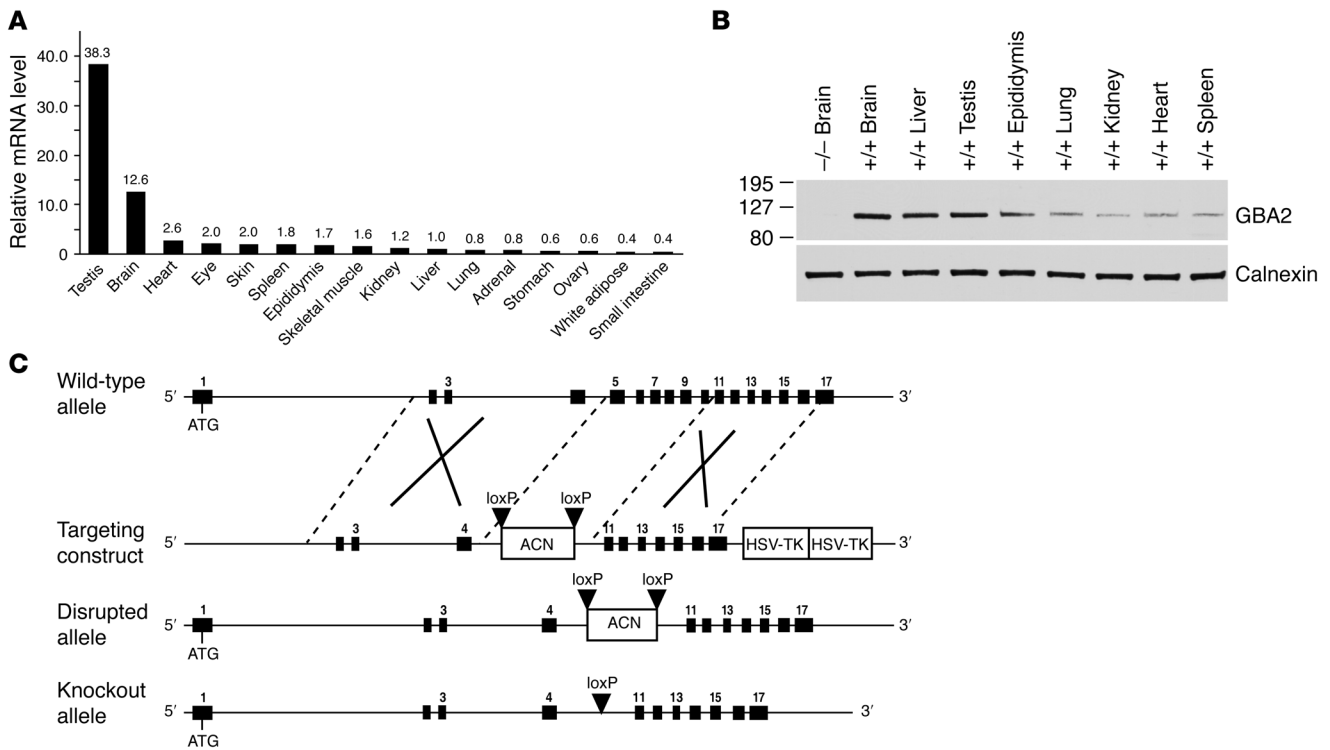 A
Relative mRNA level
40.0
30.0
20.0
10.0
0
38.3
12.6
2.6
2.0
2.0
1.8
1.7
1.6
1.2
1.0
0.8
0.8
0.6
0.6
0.4
0.4
Testis
Brain
Heart
Eye
Skin
Spleen
Epididymis
Skeletal muscle
Kidney
Liver
Lung
Adrenal
Stomach
Ovary
White adipose
Small intestine
B
−/− Brain
+/+ Brain
+/+ Liver
+/+ Testis
+/+ Epididymis
+/+ Lung
+/+ Kidney
+/+ Heart
+/+ Spleen
195
127
80
GBA2
Calnexin
C
Wild-type
allele
5′
1
3
5
7
9
11
13
15
17
3′
ATG
loxP
loxP
Targeting
construct
5′
3
4
ACN
11
13
15
17
HSV-TK
HSV-TK
3′
loxP
loxP
Disrupted
allele
5′
1
3
4
ACN
11
13
15
17
3′
ATG
loxP
Knockout
allele
5′
1
3
4
11
13
15
17
3′
ATG